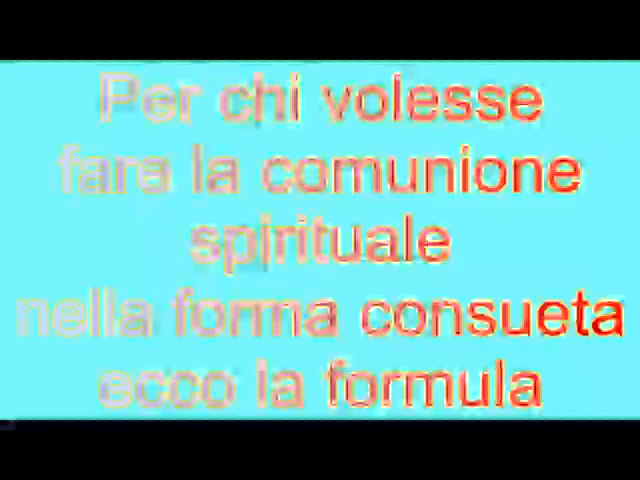 Per chi volesse
fare la comunione
spirituale
nella forma consueta
ecco la formula